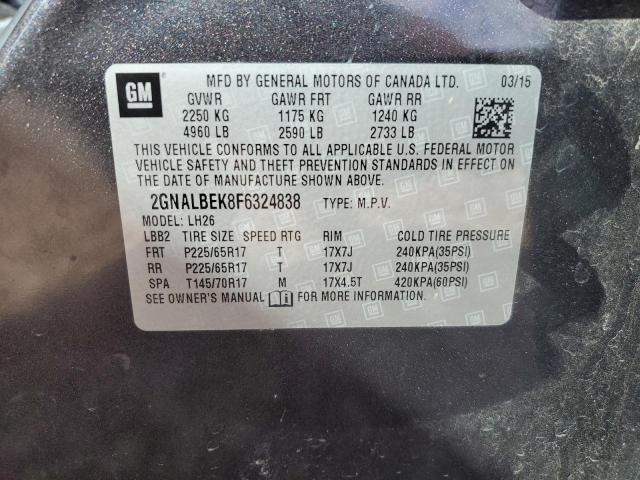 GM MFD BY GENERAL MOTORS OF CANADA LTD. 03/15
GVWR GAWR FRT GAWR RR
2250 KG 1175 KG 1240 KG
4960 LB 2590 LB 2733 LB
THIS VEHICLE CONFORMS TO ALL APPLICABLE U.S. FEDERAL MOTOR
VEHICLE SAFETY AND THEFT PREVENTION STANDARDS IN EFFECT ON
THE DATE OF MANUFACTURE SHOWN ABOVE.
2GNALBEK8F6324838 TYPE: M.P.V.
MODEL: LH26
LBB2 TIRE SIZE SPEED RTG RIM COLD TIRE PRESSURE
FRT P225/65R17 T 17X7J 240KPA(35PSI)
RR P225/65R17 T 17X7J 240KPA(35PSI)
SPA T145/70R17 M 17X4.5T 420KPA(60PSI)
SEE OWNER'S MANUAL FOR MORE INFORMATION.